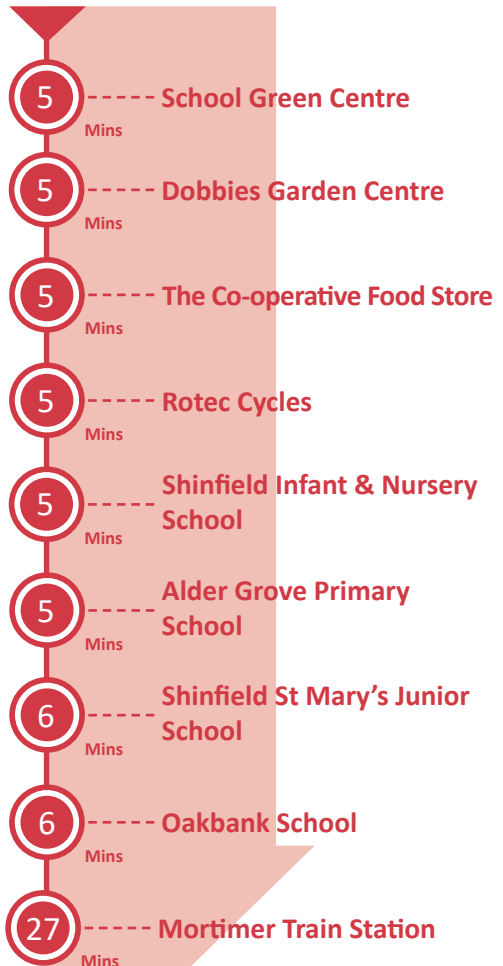 5
Mins
School Green Centre
5
Mins
Dobbies Garden Centre
5
Mins
The Co-operative Food Store
5
Mins
Rotec Cycles
5
Mins
Shinfield Infant & Nursery
School
5
Mins
Alder Grove Primary
School
6
Mins
Shinfield St Mary’s Junior
School
6
Mins
Oakbank School
27
Mins
Mortimer Train Station